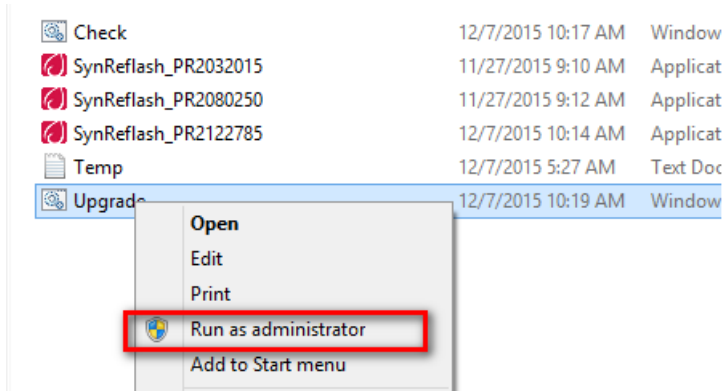 Check 12/7/2015 10:17 AM Window
SynReflash_PR2032015 11/27/2015 9:10 AM Applicat
SynReflash_PR2080250 11/27/2015 9:12 AM Applicat
SynReflash_PR2122785 12/7/2015 10:14 AM Applicat
Temp 12/7/2015 5:27 AM Text Doc
Upgrade 12/7/2015 10:19 AM Window
Open
Edit
Print
Run as administrator
Add to Start menu